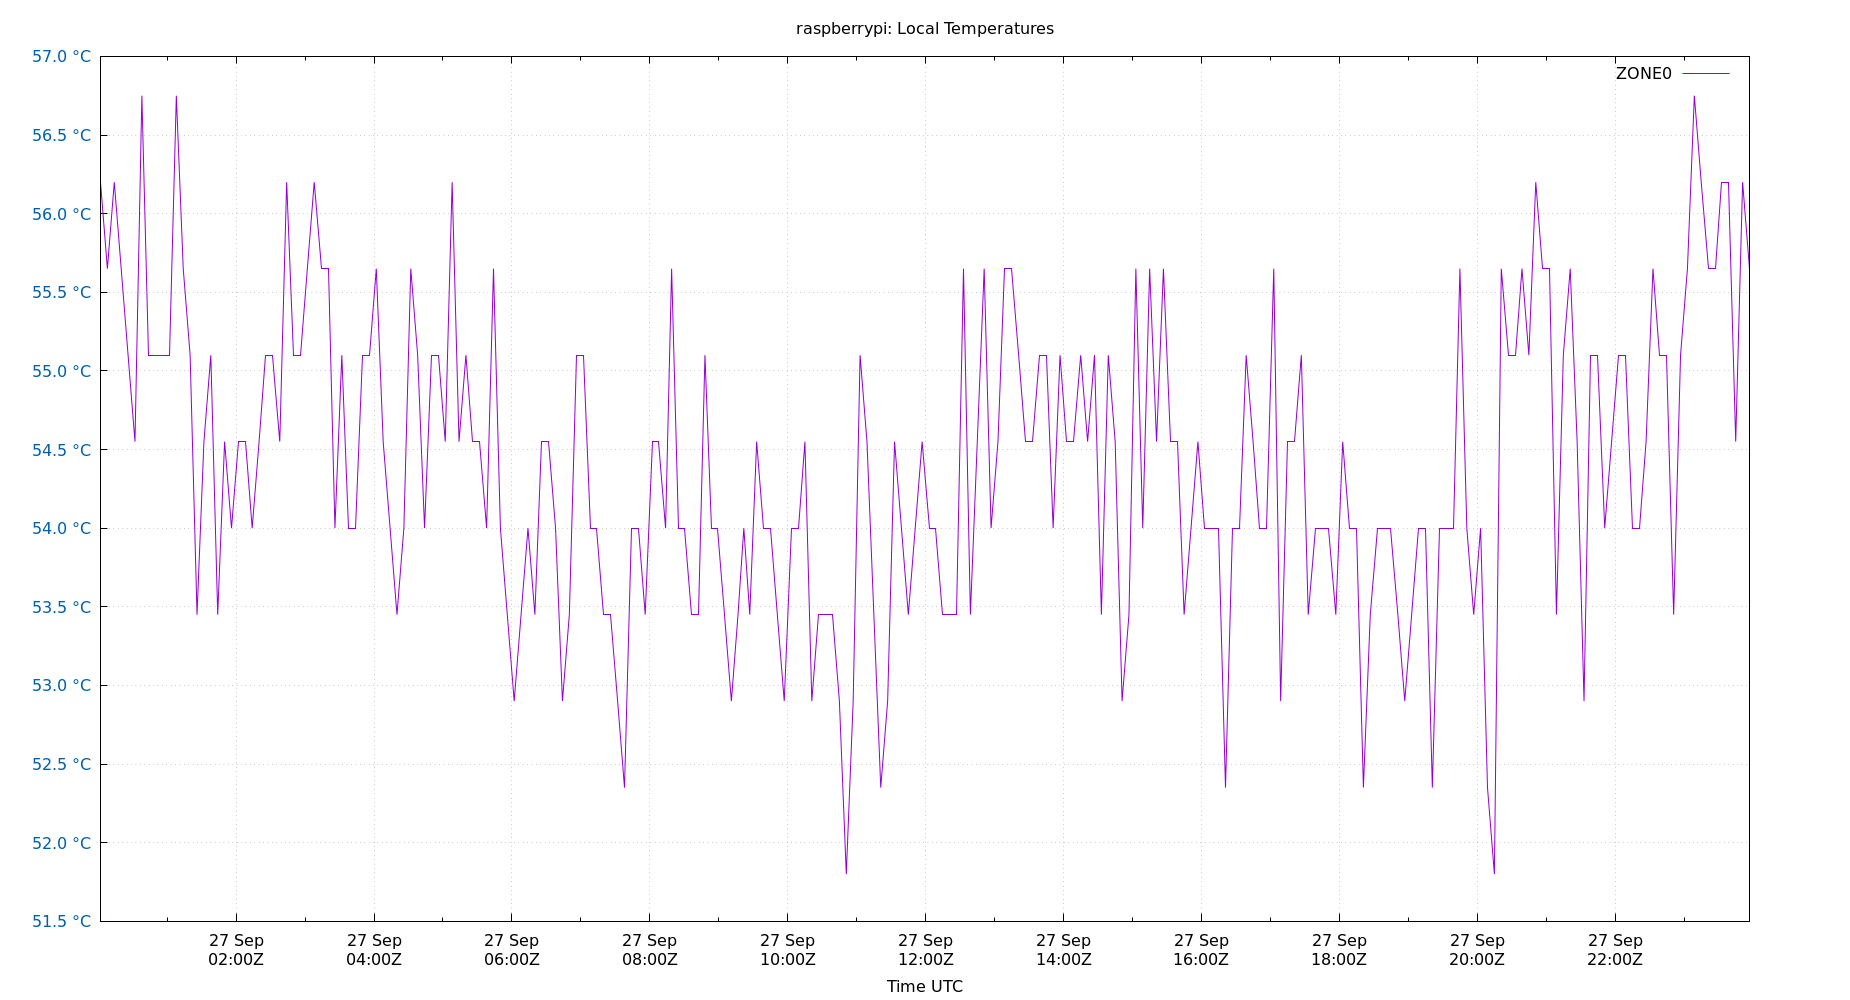 raspberrypi: Local Temperatures
57.0 °C
ZONE0
56.5 °C
56.0 °C
55.5 °C
55.0 °C
54.5 °C
54.0 °C
53.5 °C
53.0 °C
52.5 °C
52.0 °C
51.5 °C
27 Sep 27 Sep 27 Sep 27 Sep 27 Sep 27 Sep 27 Sep 27 Sep 27 Sep 27 Sep 27 Sep
02:00Z 04:00Z 06:00Z 08:00Z 10:00Z 12:00Z 14:00Z 16:00Z 18:00Z 20:00Z 22:00Z
Time UTC